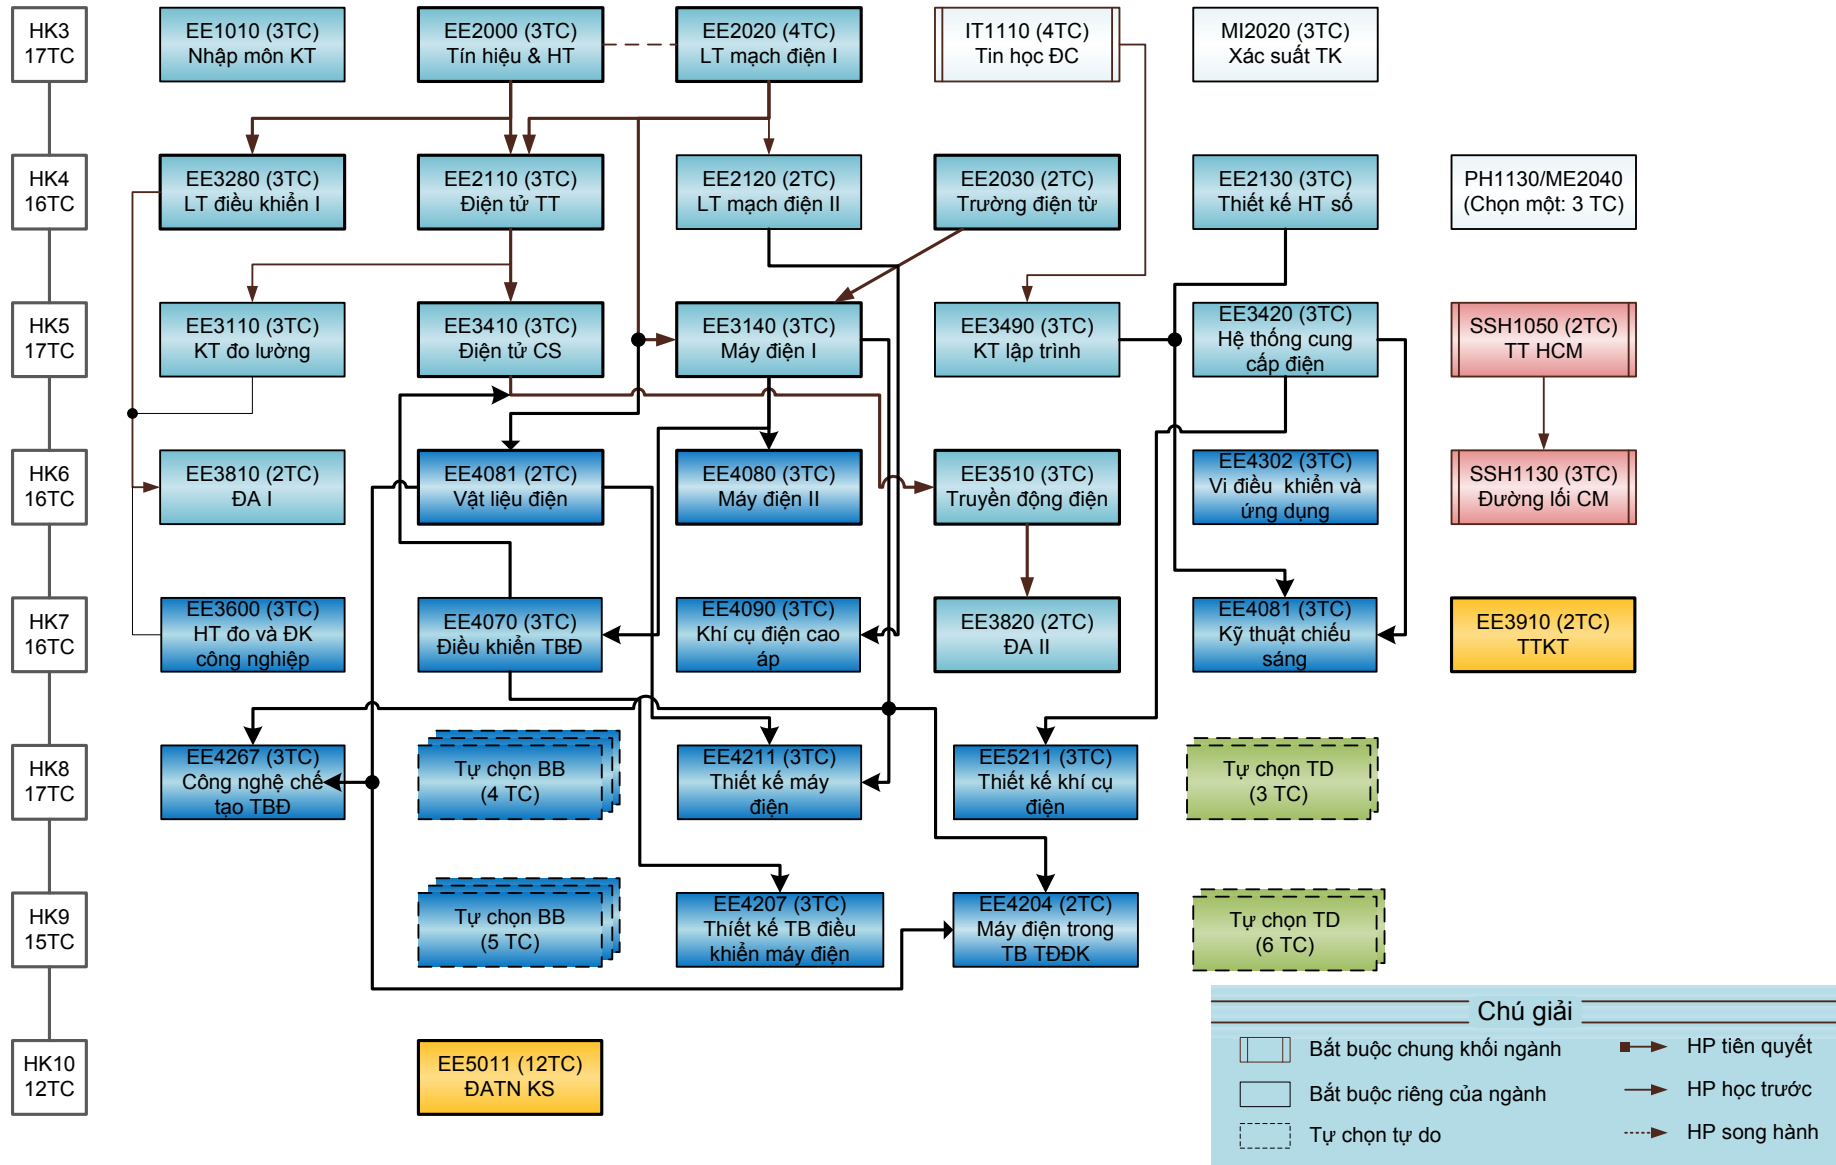 HK3
17TC
EE1010 (3TC)
Nhập môn KT
EE2000 (3TC)
Tín hiệu & HT
EE2020 (4TC)
LT mạch điện I
IT1110 (4TC)
Tin học ĐC
MI2020 (3TC)
Xác suất TK
HK4
16TC
EE3280 (3TC)
LT điều khiển I
EE2110 (3TC)
Điện tử TT
EE2120 (2TC)
LT mạch điện II
EE2030 (2TC)
Trường điện từ
EE2130 (3TC)
Thiết kế HT số
PH1130/ME2040
(Chọn một: 3 TC)
HK5
17TC
EE3110 (3TC)
KT đo lường
EE3410 (3TC)
Điện tử CS
EE3140 (3TC)
Máy điện I
EE3490 (3TC)
KT lập trình
EE3420 (3TC)
Hệ thống cung
cấp điện
SSH1050 (2TC)
TT HCM
HK6
16TC
EE3810 (2TC)
ĐA I
EE4081 (2TC)
Vật liệu điện
EE4080 (3TC)
Máy điện II
EE3510 (3TC)
Truyền động điện
EE4302 (3TC)
Vi điều  khiển và
ứng dụng
SSH1130 (3TC)
Đường lối CM
HK7
16TC
EE3600 (3TC)
HT đo và ĐK
công nghiệp
EE4070 (3TC)
Điều khiển TBĐ
EE4090 (3TC)
Khí cụ điện cao
áp
EE3820 (2TC)
ĐA II
EE4081 (3TC)
Kỹ thuật chiếu
sáng
EE3910 (2TC)
TTKT
HK8
17TC
EE4267 (3TC)
Công nghệ chế
tạo TBĐ
Tự chọn BB
(4 TC)
EE4211 (3TC)
Thiết kế máy
điện
EE5211 (3TC)
Thiết kế khí cụ
điện
Tự chọn TD
(3 TC)
HK9
15TC
Tự chọn BB
(5 TC)
EE4207 (3TC)
Thiết kế TB điều
khiển máy điện
EE4204 (2TC)
Máy điện trong
TB TĐĐK
Tự chọn TD
(6 TC)
HK10
12TC
EE5011 (12TC)
ĐATN KS
Chú giải
Bắt buộc chung khối ngành
HP tiên quyết
Bắt buộc riêng của ngành
HP học trước
Tự chọn tự do
HP song hành